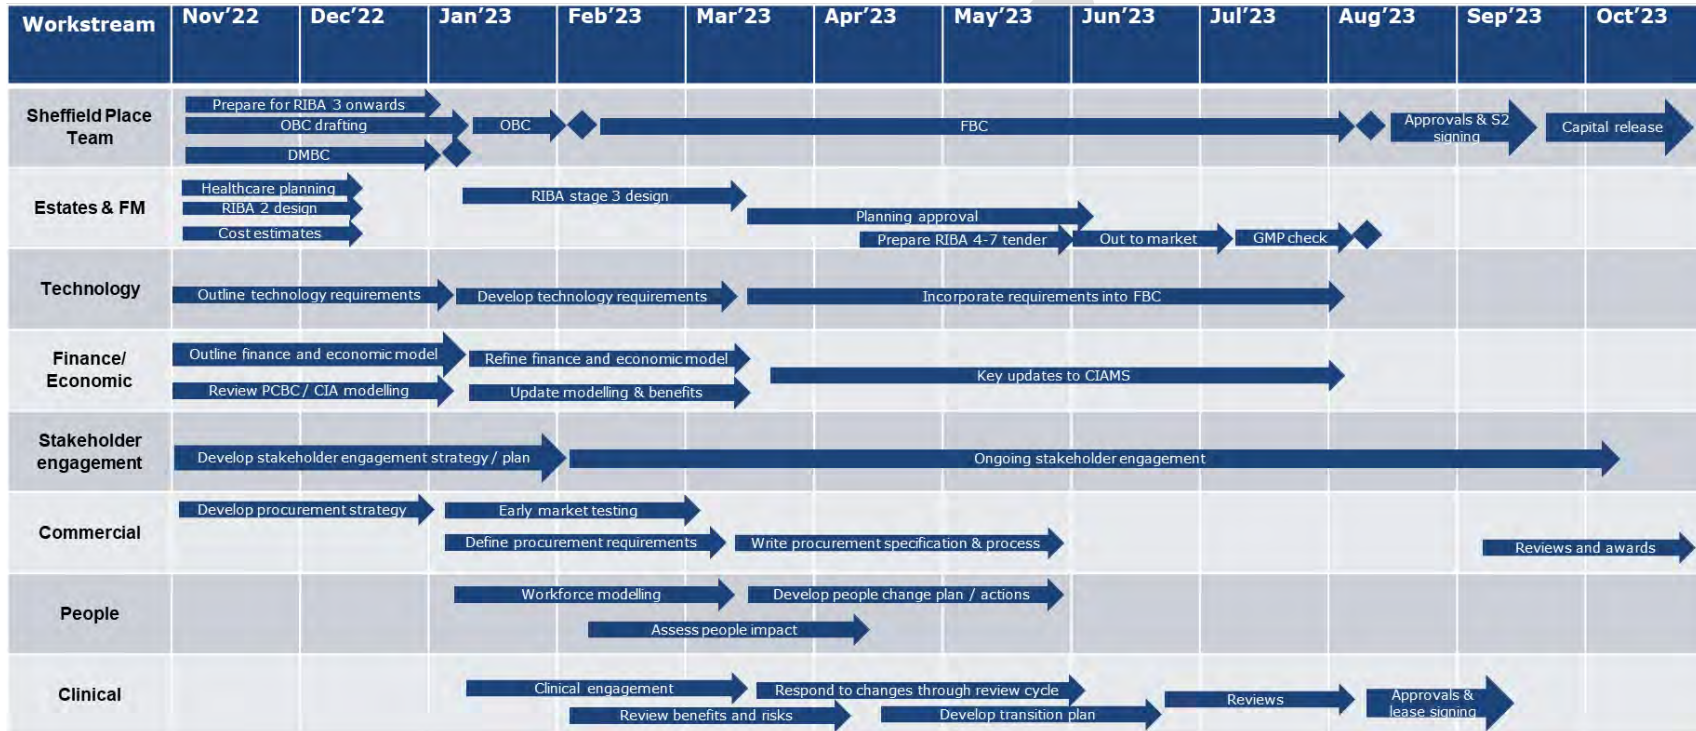 Workstream
Nov’22
Dec’22
Jan’23
Feb’23
Mar’23
Apr’23
May’23
Jun’23
Jul’23
Aug’23
Sep’23
Oct’23
Sheffield Place
Team
Prepare for RIBA 3 onwards
OBC drafting
OBC
FBC
Approvals & S2
signing
Capital release
DMBC
Estates & FM
Healthcare planning
RIBA 2 design
Cost estimates
RIBA stage 3 design
Planning approval
Prepare RIBA 4-7 tender
Out to market
GMP check
Technology
Outline technology requirements
Develop technology requirements
Incorporate requirements into FBC
Finance/
Economic
Outline finance and economic model
Refine finance and economic model
Review PCBC / CIA modelling
Update modelling & benefits
Key updates to CIAMS
Stakeholder
engagement
Develop stakeholder engagement strategy / plan
Ongoing stakeholder engagement
Commercial
Develop procurement strategy
Early market testing
Define procurement requirements
Write procurement specification & process
Reviews and awards
People
Workforce modelling
Develop people change plan / actions
Assess people impact
Clinical
Clinical engagement
Respond to changes through review cycle
Reviews
Approvals &
lease signing
Review benefits and risks
Develop transition plan